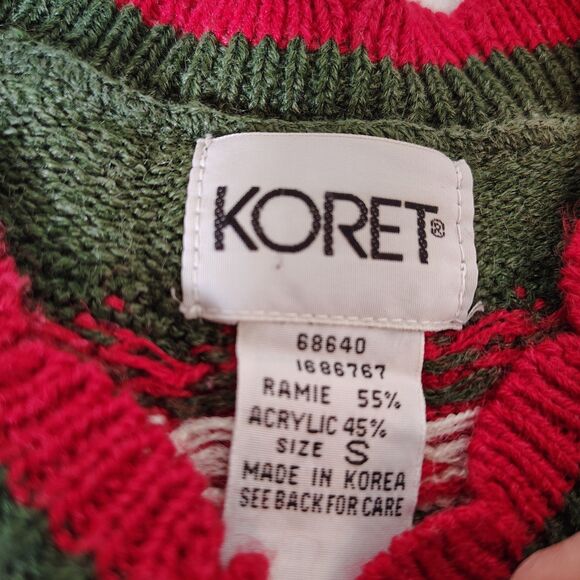 KORET®
68640
1686767
RAMIE 55%
ACRYLIC 45%
SIZE S
MADE IN KOREA
SEE BACK FOR CARE